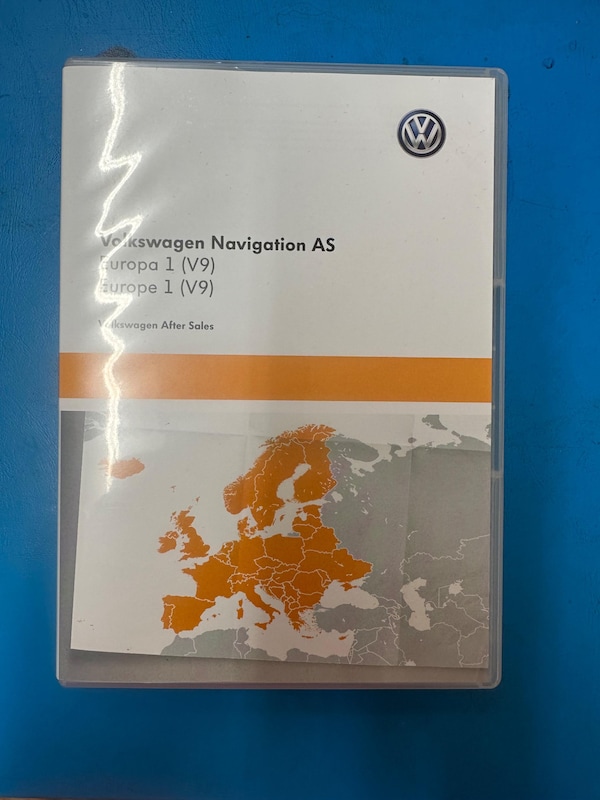 Volkswagen Navigation AS
Europa 1 (V9)
Europe 1 (V9)
Volkswagen After Sales